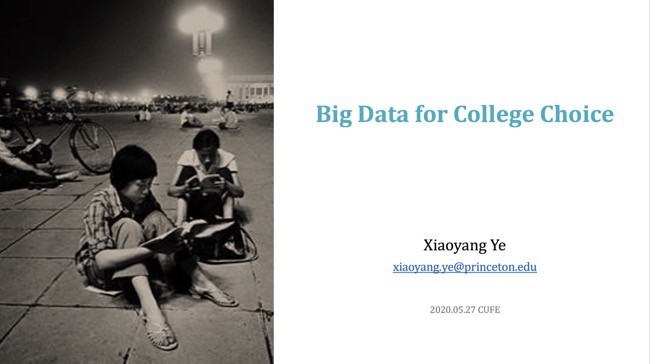 Big Data for College Choice
Xiaoyang Ye
xiaoyang.ye@princeton.edu
2020.05.27 CUFE